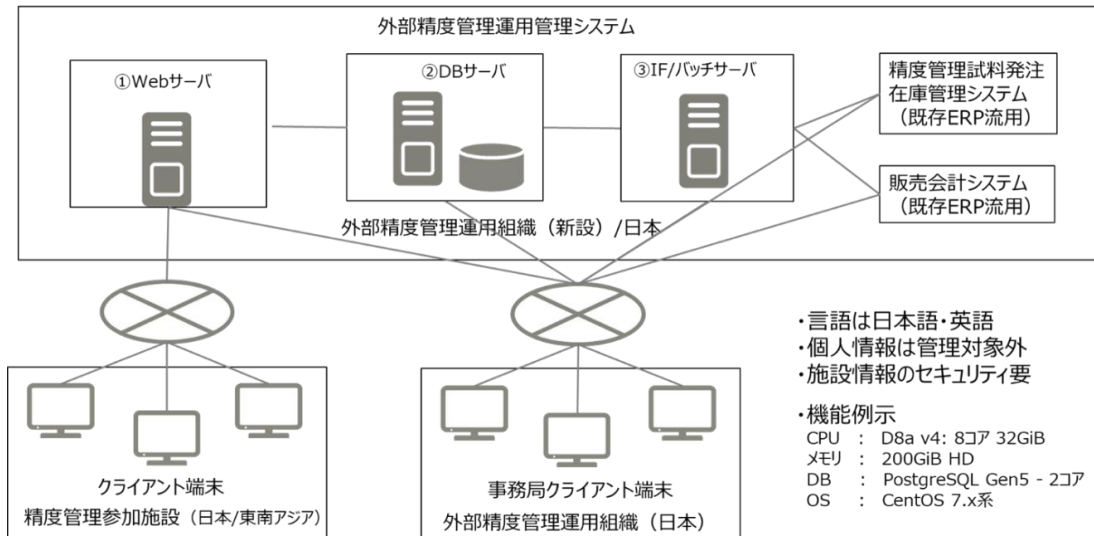 外部精度管理運用管理システム
①Webサーバ
②DBサーバ
③IF/バッチサーバ
精度管理試料発注
在庫管理システム
（既存ERP流用）
販売会計システム
（既存ERP流用）
外部精度管理運用組織（新設）/日本
・言語は日本語・英語
・個人情報は管理対象外
・施設情報のセキュリティ要
・機能例示
CPU : D8a v4: 8コア 32GiB
メモリ : 200GiB HD
DB : PostgreSQL Gen5 - 2コア
OS : CentOS 7.x系
クライアント端末
精度管理参加施設（日本/東南アジア）
事務局クライアント端末
外部精度管理運用組織（日本）